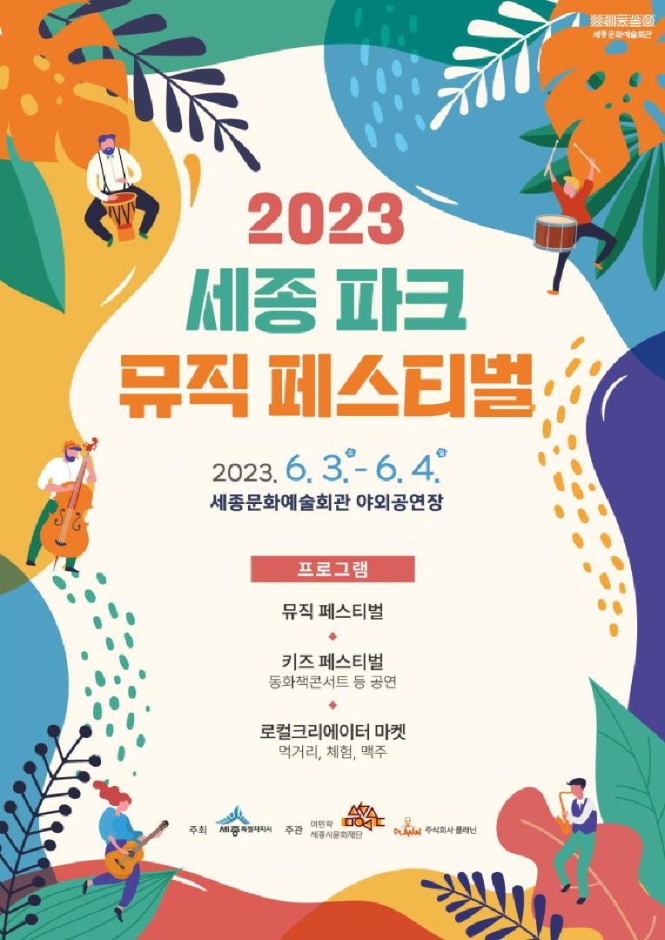 세종문화예술회관
2023
세종 파크
뮤직 페스티벌
2023. 6. 3.토 - 6. 4.일
세종문화예술회관 야외공연장
프로그램
뮤직 페스티벌
키즈 페스티벌
동화책콘서트 등 공연
로컬크리에이터 마켓
먹거리, 체험, 맥주
주최 세종특별자치시 주관 여민락 세종시문화재단 주식회사 플래닌